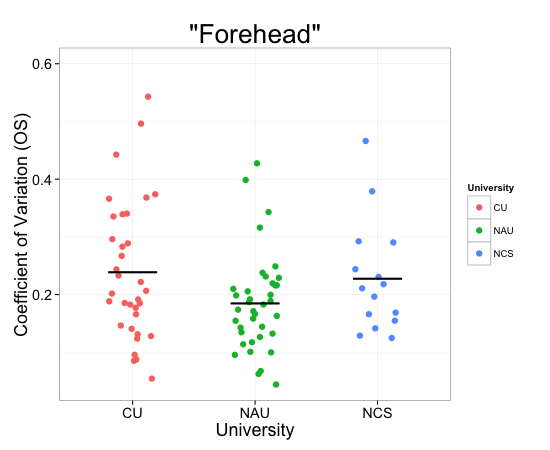 "Forehead"
Coefficient of Variation (OS)
0.6
0.4
0.2
CU NAU NCS
University
University
CU
NAU
NCS